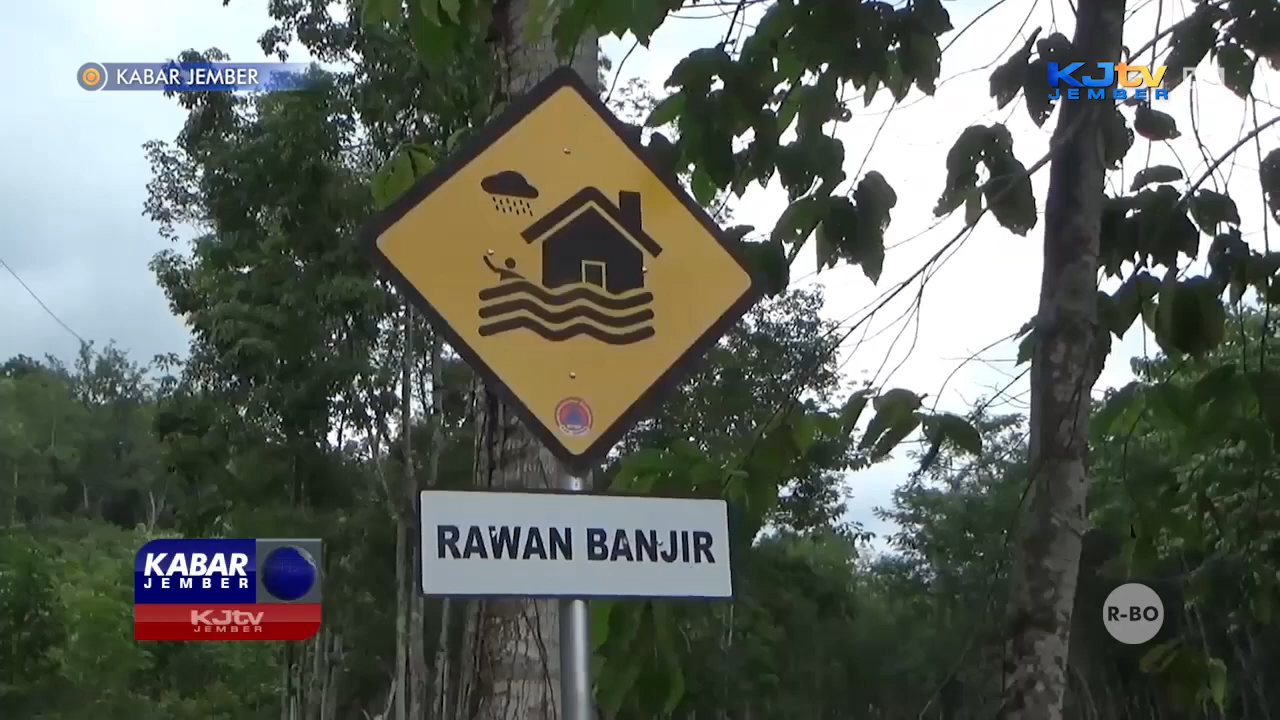 KABAR JEMBER
KJtv
JEMBER
RAWAN BANJIR
KABAR
JEMBER
KJtv
JEMBER
R-BO